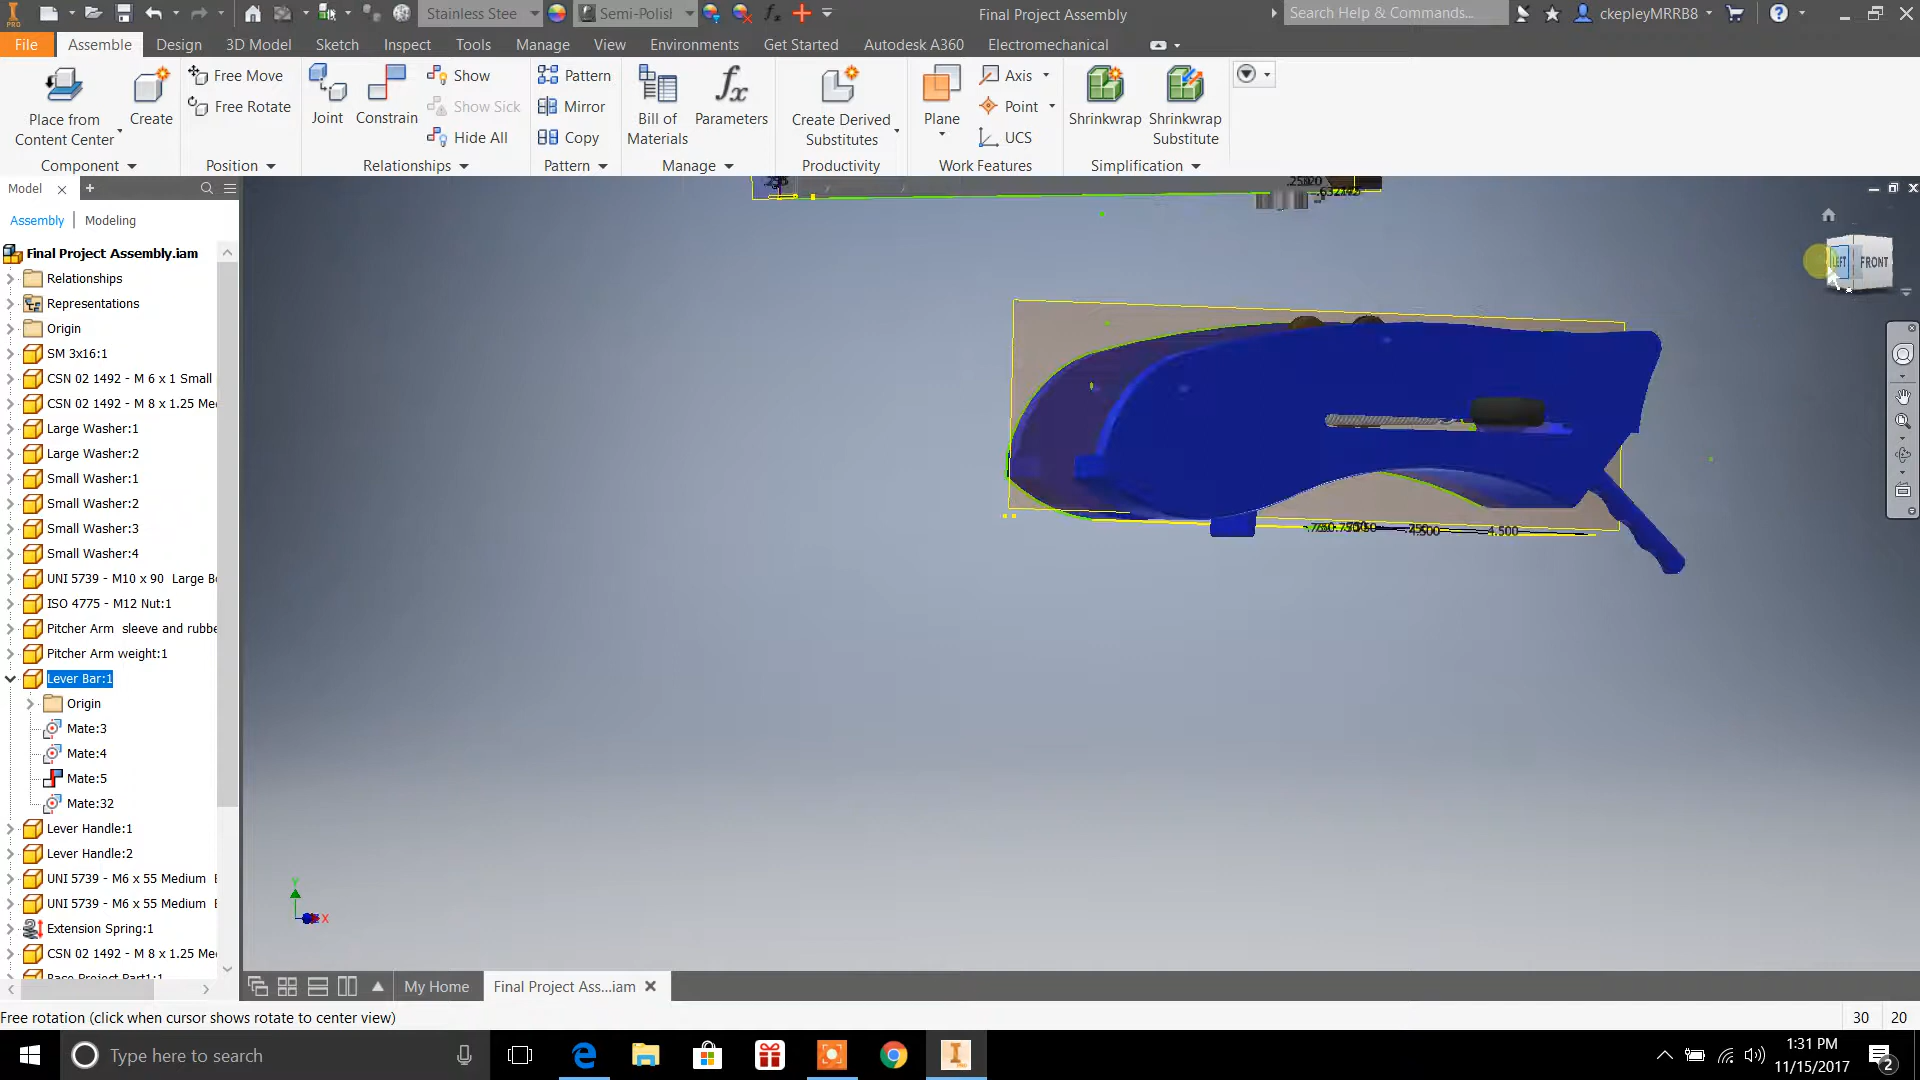 Stainless Stee
Semi-Polisl
Final Project Assembly
Search Help & Commands...
ckepleyMRRB8
PRO
File
Assemble
Design
3D Model
Sketch
Inspect
Tools
Manage
View
Environments
Get Started
Autodesk A360
Electromechanical
Place from
Content Center
Create
Free Move
Free Rotate
Joint
Constrain
Show
Show Sick
Hide All
Pattern
Mirror
Copy
Bill of
Materials
Parameters
Create Derived
Substitutes
Plane
Axis
Point
UCS
Shrinkwrap
Shrinkwrap
Substitute
Component
Position
Relationships
Pattern
Manage
Productivity
Work Features
Simplification
Model
Assembly
Modeling
Final Project Assembly.iam
Relationships
Representations
Origin
SM 3x16:1
CSN 02 1492 - M 6 x 1 Small
CSN 02 1492 - M 8 x 1.25 Me
Large Washer:1
Large Washer:2
Small Washer:1
Small Washer:2
Small Washer:3
Small Washer:4
UNI 5739 - M10 x 90 Large B
ISO 4775 - M12 Nut:1
Pitcher Arm sleeve and rubbe
Pitcher Arm weight:1
Lever Bar:1
Origin
Mate:3
Mate:4
Mate:5
Mate:32
Lever Handle:1
Lever Handle:2
UNI 5739 - M6 x 55 Medium B
UNI 5739 - M6 x 55 Medium B
Extension Spring:1
CSN 02 1492 - M 8 x 1.25 Me
Base Project Part1:1
LEFT
FRONT
4.500
4.500
Y
X
My Home
Final Project Ass...iam
Free rotation (click when cursor shows rotate to center view)
30
20
Type here to search
1:31 PM
11/15/2017
2